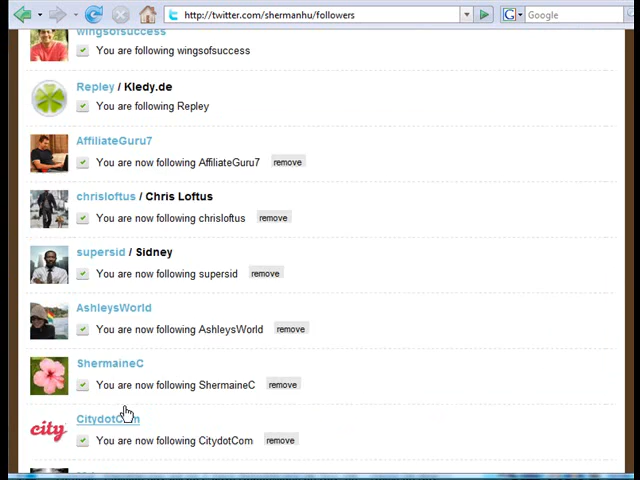 http://twitter.com/shermanhu/followers
Google
wingsofsuccess
You are following wingsofsuccess
Repley / Kledy.de
You are following Repley
AffiliateGuru7
You are now following AffiliateGuru7 remove
chrisloftus / Chris Loftus
You are now following chrisloftus remove
supersid / Sidney
You are now following supersid remove
AshleysWorld
You are now following AshleysWorld remove
ShermaineC
You are now following ShermaineC remove
CitydotCom
city
You are now following CitydotCom remove